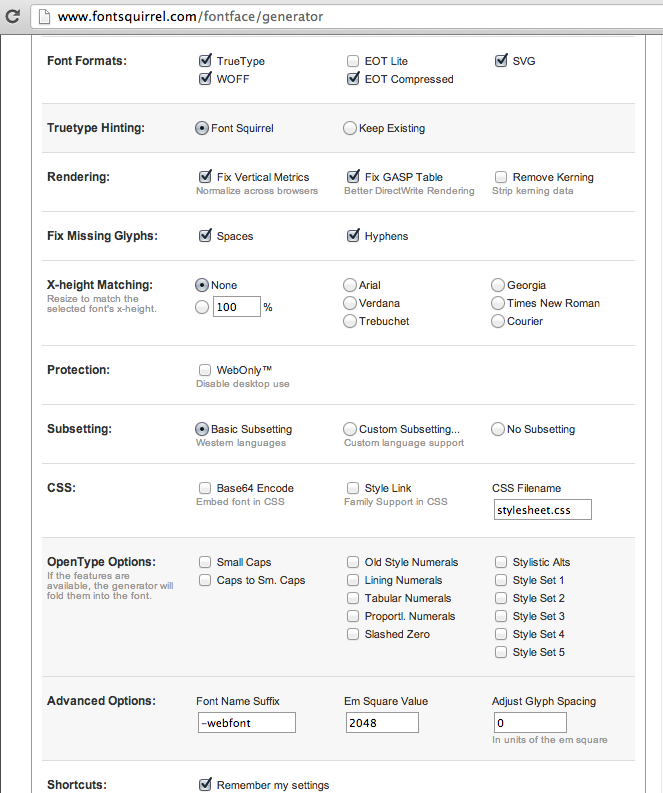 www.fontsquirrel.com/fontface/generator
Font Formats: TrueType EOT Lite SVG
WOFF EOT Compressed
Truetype Hinting: Font Squirrel Keep Existing
Rendering: Fix Vertical Metrics Fix GASP Table Remove Kerning
Normalize across browsers Better DirectWrite Rendering Strip kerning data
Fix Missing Glyphs: Spaces Hyphens
X-height Matching: None Arial Georgia
Resize to match the
selected font's x-height. 100 % Verdana Times New Roman
Trebuchet Courier
Protection: WebOnly™
Disable desktop use
Subsetting: Basic Subsetting Custom Subsetting... No Subsetting
Western languages Custom language support
CSS: Base64 Encode Style Link CSS Filename
Embed font in CSS Family Support in CSS
stylesheet.css
OpenType Options: Small Caps Old Style Numerals Stylistic Alts
If the features are
available, the generator will
fold them into the font.
Caps to Sm. Caps Lining Numerals Style Set 1
Tabular Numerals Style Set 2
Proportl. Numerals Style Set 3
Slashed Zero Style Set 4
Style Set 5
Advanced Options: Font Name Suffix Em Square Value Adjust Glyph Spacing
-webfont 2048 0
In units of the em square
Shortcuts: Remember my settings